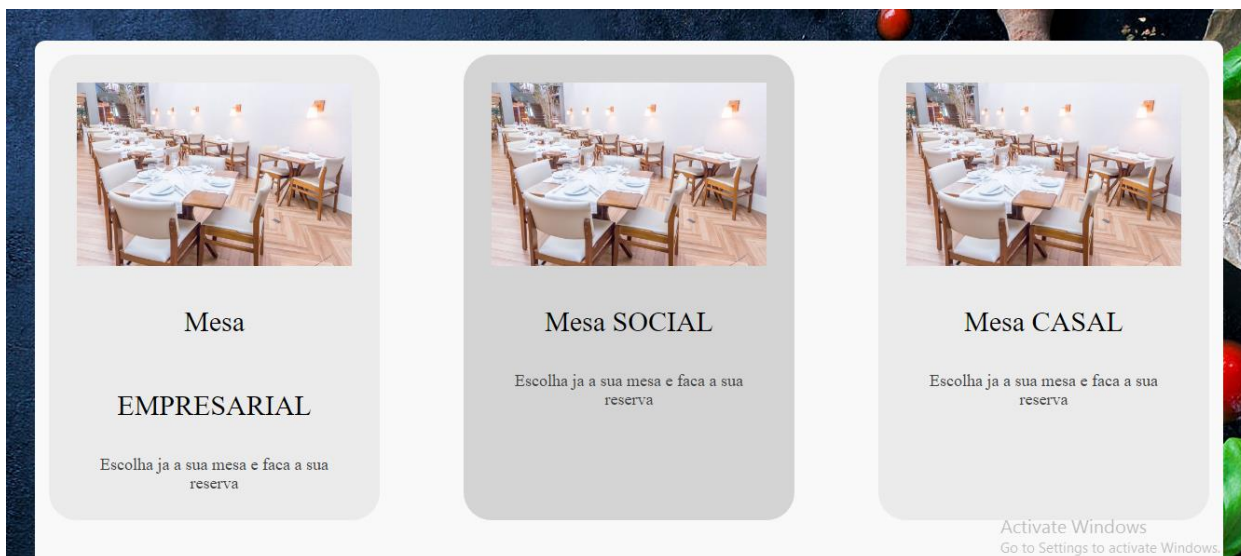 Mesa
EMPRESARIAL
Escolha ja a sua mesa e faca a sua
reserva
Mesa SOCIAL
Escolha ja a sua mesa e faca a sua
reserva
Mesa CASAL
Escolha ja a sua mesa e faca a sua
reserva
Activate Windows
Go to Settings to activate Windows.